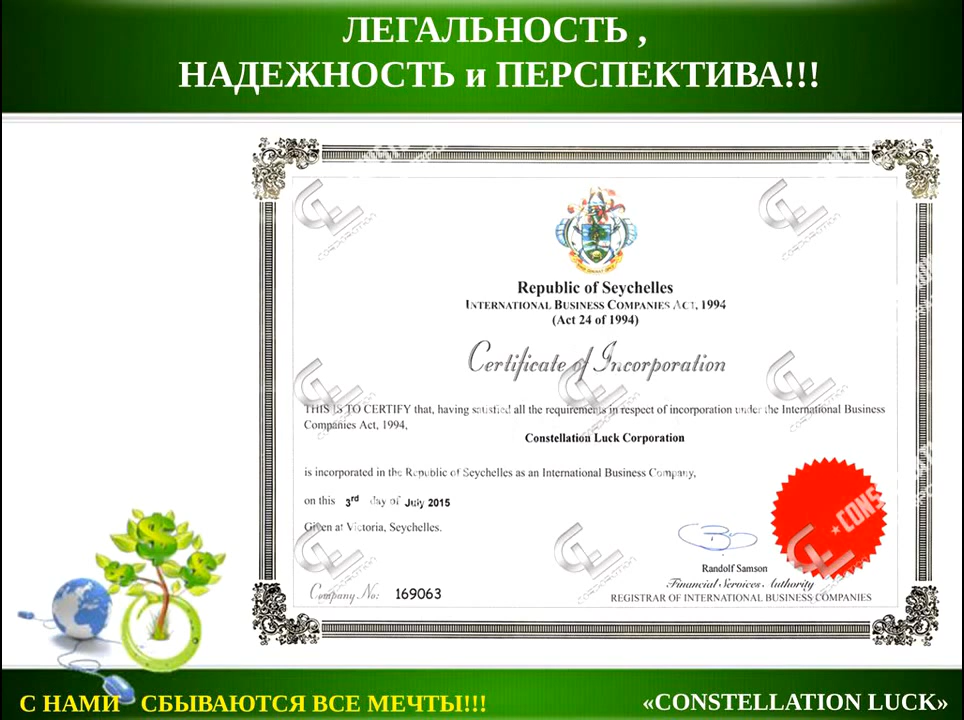 ЛЕГАЛЬНОСТЬ ,
НАДЕЖНОСТЬ и ПЕРСПЕКТИВА!!!
Republic of Seychelles
INTERNATIONAL BUSINESS COMPANIES ACT, 1994
(Act 24 of 1994)
Certificate of Incorporation
THIS IS TO CERTIFY that, having satisfied all the requirements in respect of incorporation under the International Business
Companies Act, 1994,
Constellation Luck Corporation
is incorporated in the Republic of Seychelles as an International Business Company,
on this 3rd day of July 2015
Given at Victoria, Seychelles.
Randolf Samson
Financial Services Authority
Company No: 169063
REGISTRAR OF INTERNATIONAL BUSINESS COMPANIES
С НАМИ СБЫВАЮТСЯ ВСЕ МЕЧТЫ!!!
«CONSTELLATION LUCK»